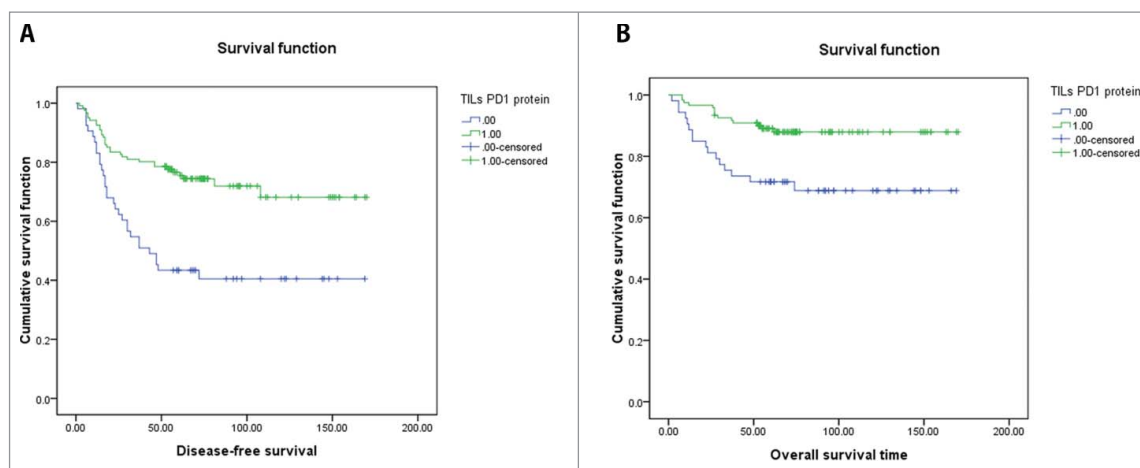 A
Survival function
Cumulative survival function
1.0
0.8
0.6
0.4
0.2
0.0
0.00
50.00
100.00
150.00
200.00
Disease-free survival
TILs PD1 protein
.00
1.00
.00-censored
1.00-censored
B
Survival function
Cumulative survival function
1.0
0.8
0.6
0.4
0.2
0.0
0.00
50.00
100.00
150.00
200.00
Overall survival time
TILs PD1 protein
.00
1.00
.00-censored
1.00-censored